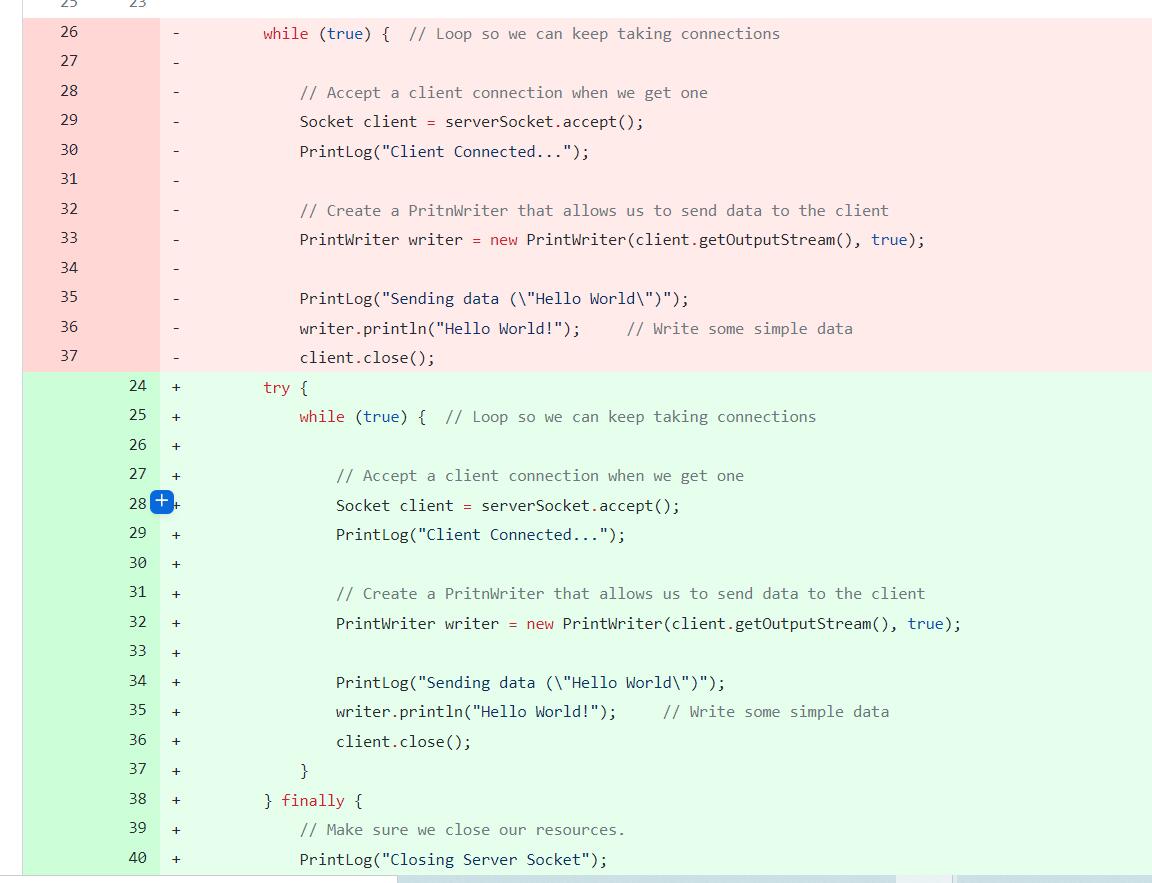 25 23
26 - while (true) {  // Loop so we can keep taking connections
27 -
28 - // Accept a client connection when we get one
29 - Socket client = serverSocket.accept();
30 - PrintLog("Client Connected...");
31 -
32 - // Create a PritnWriter that allows us to send data to the client
33 - PrintWriter writer = new PrintWriter(client.getOutputStream(), true);
34 -
35 - PrintLog("Sending data (\"Hello World\")");
36 - writer.println("Hello World!");     // Write some simple data
37 - client.close();
24 + try {
25 + while (true) {  // Loop so we can keep taking connections
26 +
27 + // Accept a client connection when we get one
28 + + Socket client = serverSocket.accept();
29 + PrintLog("Client Connected...");
30 +
31 + // Create a PritnWriter that allows us to send data to the client
32 + PrintWriter writer = new PrintWriter(client.getOutputStream(), true);
33 +
34 + PrintLog("Sending data (\"Hello World\")");
35 + writer.println("Hello World!");     // Write some simple data
36 + client.close();
37 + }
38 + } finally {
39 + // Make sure we close our resources.
40 + PrintLog("Closing Server Socket");